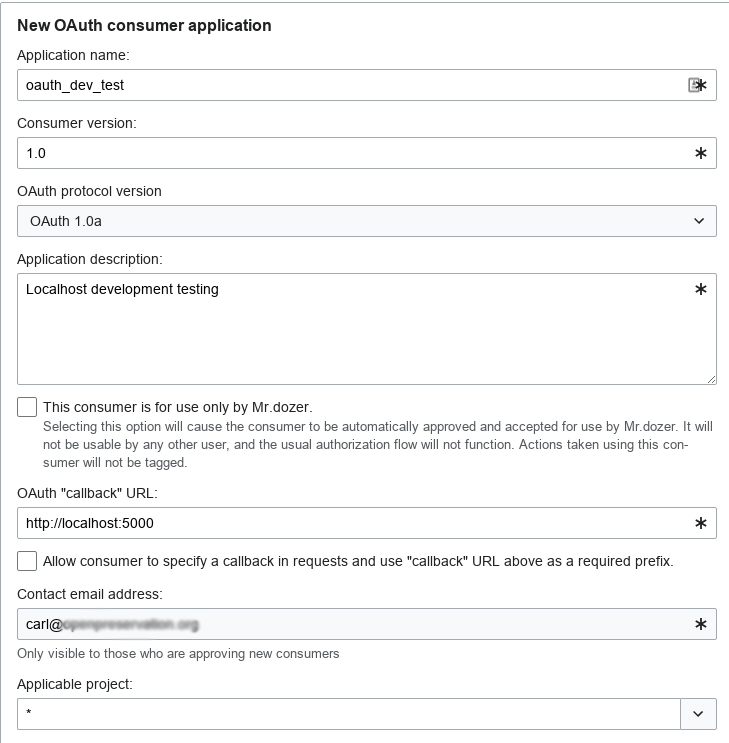 New OAuth consumer application
Application name:
oauth_dev_test
*
Consumer version:
1.0
*
OAuth protocol version
OAuth 1.0a
Application description:
Localhost development testing
*
This consumer is for use only by Mr.dozer.
Selecting this option will cause the consumer to be automatically approved and accepted for use by Mr.dozer. It will
not be usable by any other user, and the usual authorization flow will not function. Actions taken using this con-
sumer will not be tagged.
OAuth "callback" URL:
http://localhost:5000
*
Allow consumer to specify a callback in requests and use "callback" URL above as a required prefix.
Contact email address:
carl@
*
Only visible to those who are approving new consumers
Applicable project:
*